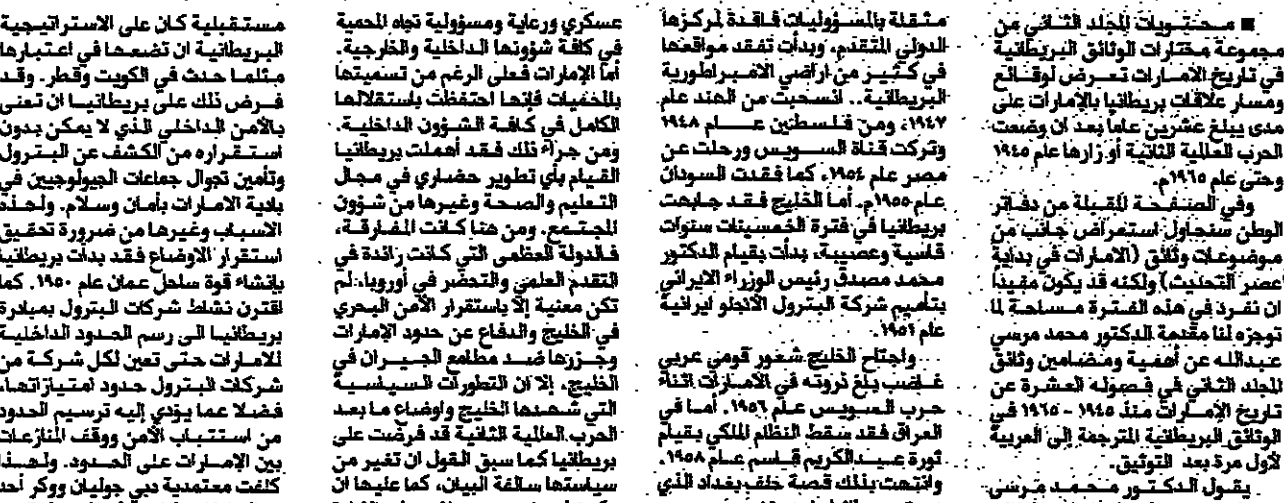 ■ محتويات المجلد الثاني من
مجموعة مختارات الوثائق البريطانية
في تاريخ الامارات تعرض لوقائع
ومسار علاقات بريطانيا بالإمارات على
مدى يبلغ عشرين عاما بعد ان وضعت
الحرب العالمية الثانية أوزارها عام ١٩٤٥
وحتى عام ١٩٦٥م.
وفي الصفحة المقبلة من دفاتر
الوطن سنحاول استعراض جانب من
موضوعات وثائق (الامارات في بداية
عصر التحديث) ولكنه قد يكون مفيدا
ان نفرد في هذه الفترة مساحة لما
توجزه لنا مقدمة الدكتور محمد مرسي
عبدالله عن أهمية ومضامين وثائق
المجلد الثاني في فصوله العشرة عن
تاريخ الإمارات منذ ١٩٤٥ - ١٩٦٥ في
الوثائق البريطانية المترجمة إلى العربية
لأول مرة بعد التوثيق.
يقول الدكتور محمد مرسي
مثقلة بالمسؤوليات فاقدة لمركزها
الدولي المتقدم، وبدأت تفقد مواقعها
في كثير من أراضي الامبراطورية
البريطانية.. انسحبت من الهند عام
١٩٤٧، ومن فلسطين عام ١٩٤٨
وتركت قناة السويس ورحلت عن
مصر عام ١٩٥٤، كما فقدت السودان
عام ١٩٥٥م. أما الخليج فقد جابهت
بريطانيا في فترة الخمسينات سنوات
قاسية وعصيبة، بدأت بقيام الدكتور
محمد مصدق رئيس الوزراء الايراني
بتأميم شركة البترول الانجلو ايرانية
عام ١٩٥١.
واجتاح الخليج شعور قومي عربي
غاضب بلغ ذروته في الامارات اثناء
حرب السويس عام ١٩٥٦. أما في
العراق فقد سقط النظام الملكي بقيام
ثورة عبدالكريم قاسم عام ١٩٥٨،
وانتهت بذلك قصة حلف بغداد الذي
عسكري ورعاية ومسؤولية تجاه المحمية
في كافة شؤونها الداخلية والخارجية.
أما الإمارات فعلى الرغم من تسميتها
بالمحميات فإنها احتفظت باستقلالها
الكامل في كافة الشؤون الداخلية.
ومن جراء ذلك فقد أهملت بريطانيا
القيام بأي تطوير حضاري في مجال
التعليم والصحة وغيرها من شؤون
المجتمع. ومن هنا كانت المفارقة،
فالدولة العظمى التي كانت رائدة في
التقدم العلمي والتحضر في أوروبا، لم
تكن معنية إلا باستقرار الأمن البحري
في الخليج والدفاع عن حدود الإمارات
وجزرها ضد مطامع الجيران في
الخليج. إلا ان التطورات السياسية
التي شهدها الخليج وأوضاع ما بعد
الحرب العالمية الثانية قد فرضت على
بريطانيا كما سبق القول ان تغير من
سياستها سالفة البيان، كما عليها ان
مستقبلية كان على الاستراتيجية
البريطانية ان تضعها في اعتبارها
مثلما حدث في الكويت وقطر. وقد
فرض ذلك على بريطانيا ان تعنى
بالأمن الداخلي الذي لا يمكن بدون
استقراره من الكشف عن البترول
وتأمين تجوال جماعات الجيولوجيين في
بادية الامارات بأمان وسلام. ولهذه
الاسباب وغيرها من ضرورة تحقيق
استقرار الاوضاع فقد بدأت بريطانيا
بإنشاء قوة ساحل عمان عام ١٩٥٠. كما
اقترن نشاط شركات البترول بمبادرة
بريطانيا الى رسم الحدود الداخلية
للامارات حتى تعين لكل شركة من
شركات البترول حدود امتيازاتها،
فضلا عما يؤدي إليه ترسيم الحدود
من استتباب الأمن ووقف المنازعات
بين الإمارات على الحدود. ولهذا
كلفت معتمدية دبي جوليان ووكر أحد